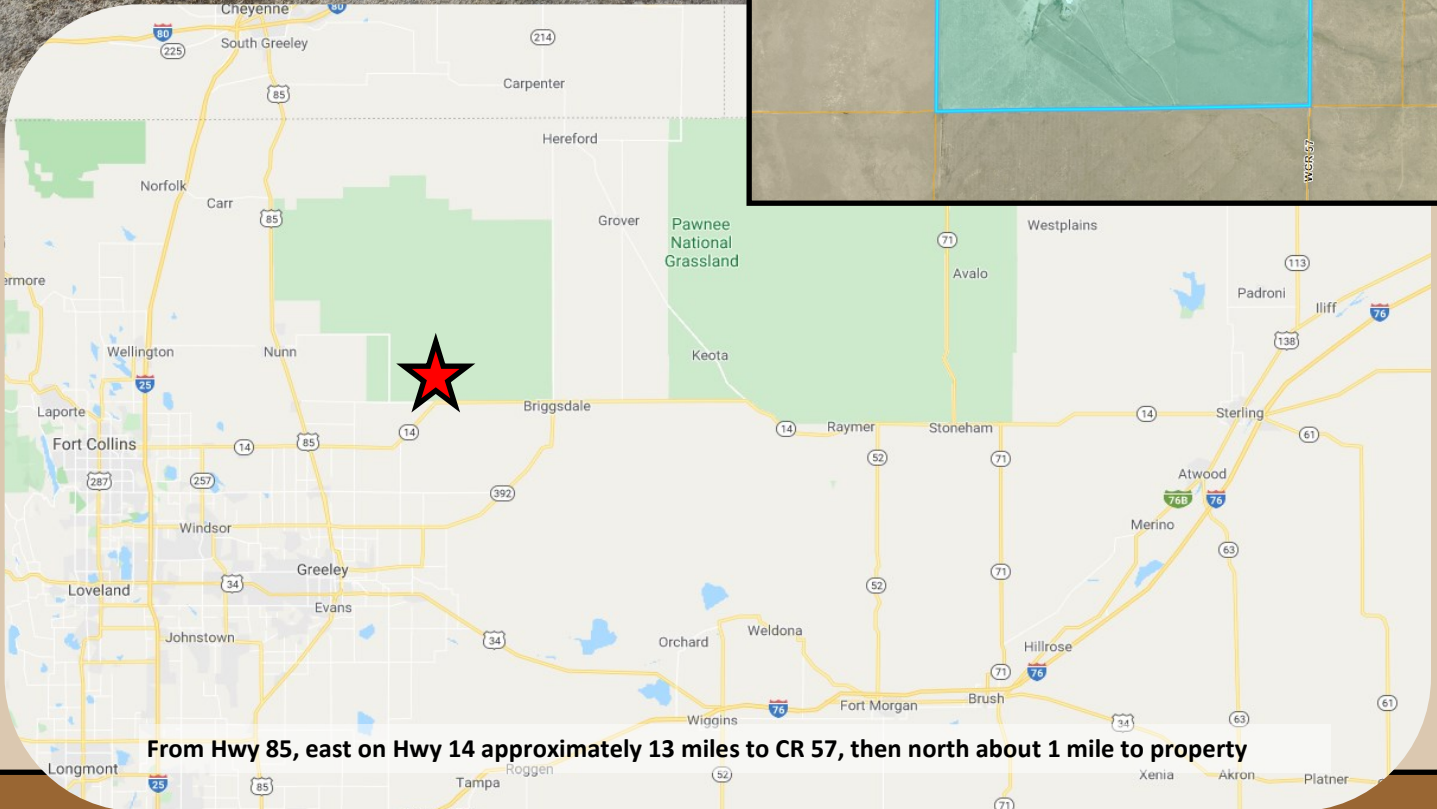 Cheyenne
80
80
225
South Greeley
214
85
Carpenter
Hereford
Norfolk
Carr
85
Grover
Pawnee
National
Grassland
WCR 57
71
Westplains
Avalo
113
Padroni
Iliff
76
ermore
138
Wellington
Nunn
Keota
25
Laporte
Briggsdale
14
Sterling
14
85
14
14
Raymer
Stoneham
61
Fort Collins
52
71
287
257
392
Atwood
76B
76
Windsor
Merino
63
Greeley
34
52
71
Loveland
Evans
Johnstown
34
Orchard
Weldona
Hillrose
71
76
Fort Morgan
Brush
76
61
Wiggins
34
63
From Hwy 85, east on Hwy 14 approximately 13 miles to CR 57, then north about 1 mile to property
Longmont
Roggen
25
85
Tampa
52
Xenia
Akron
Platner
71